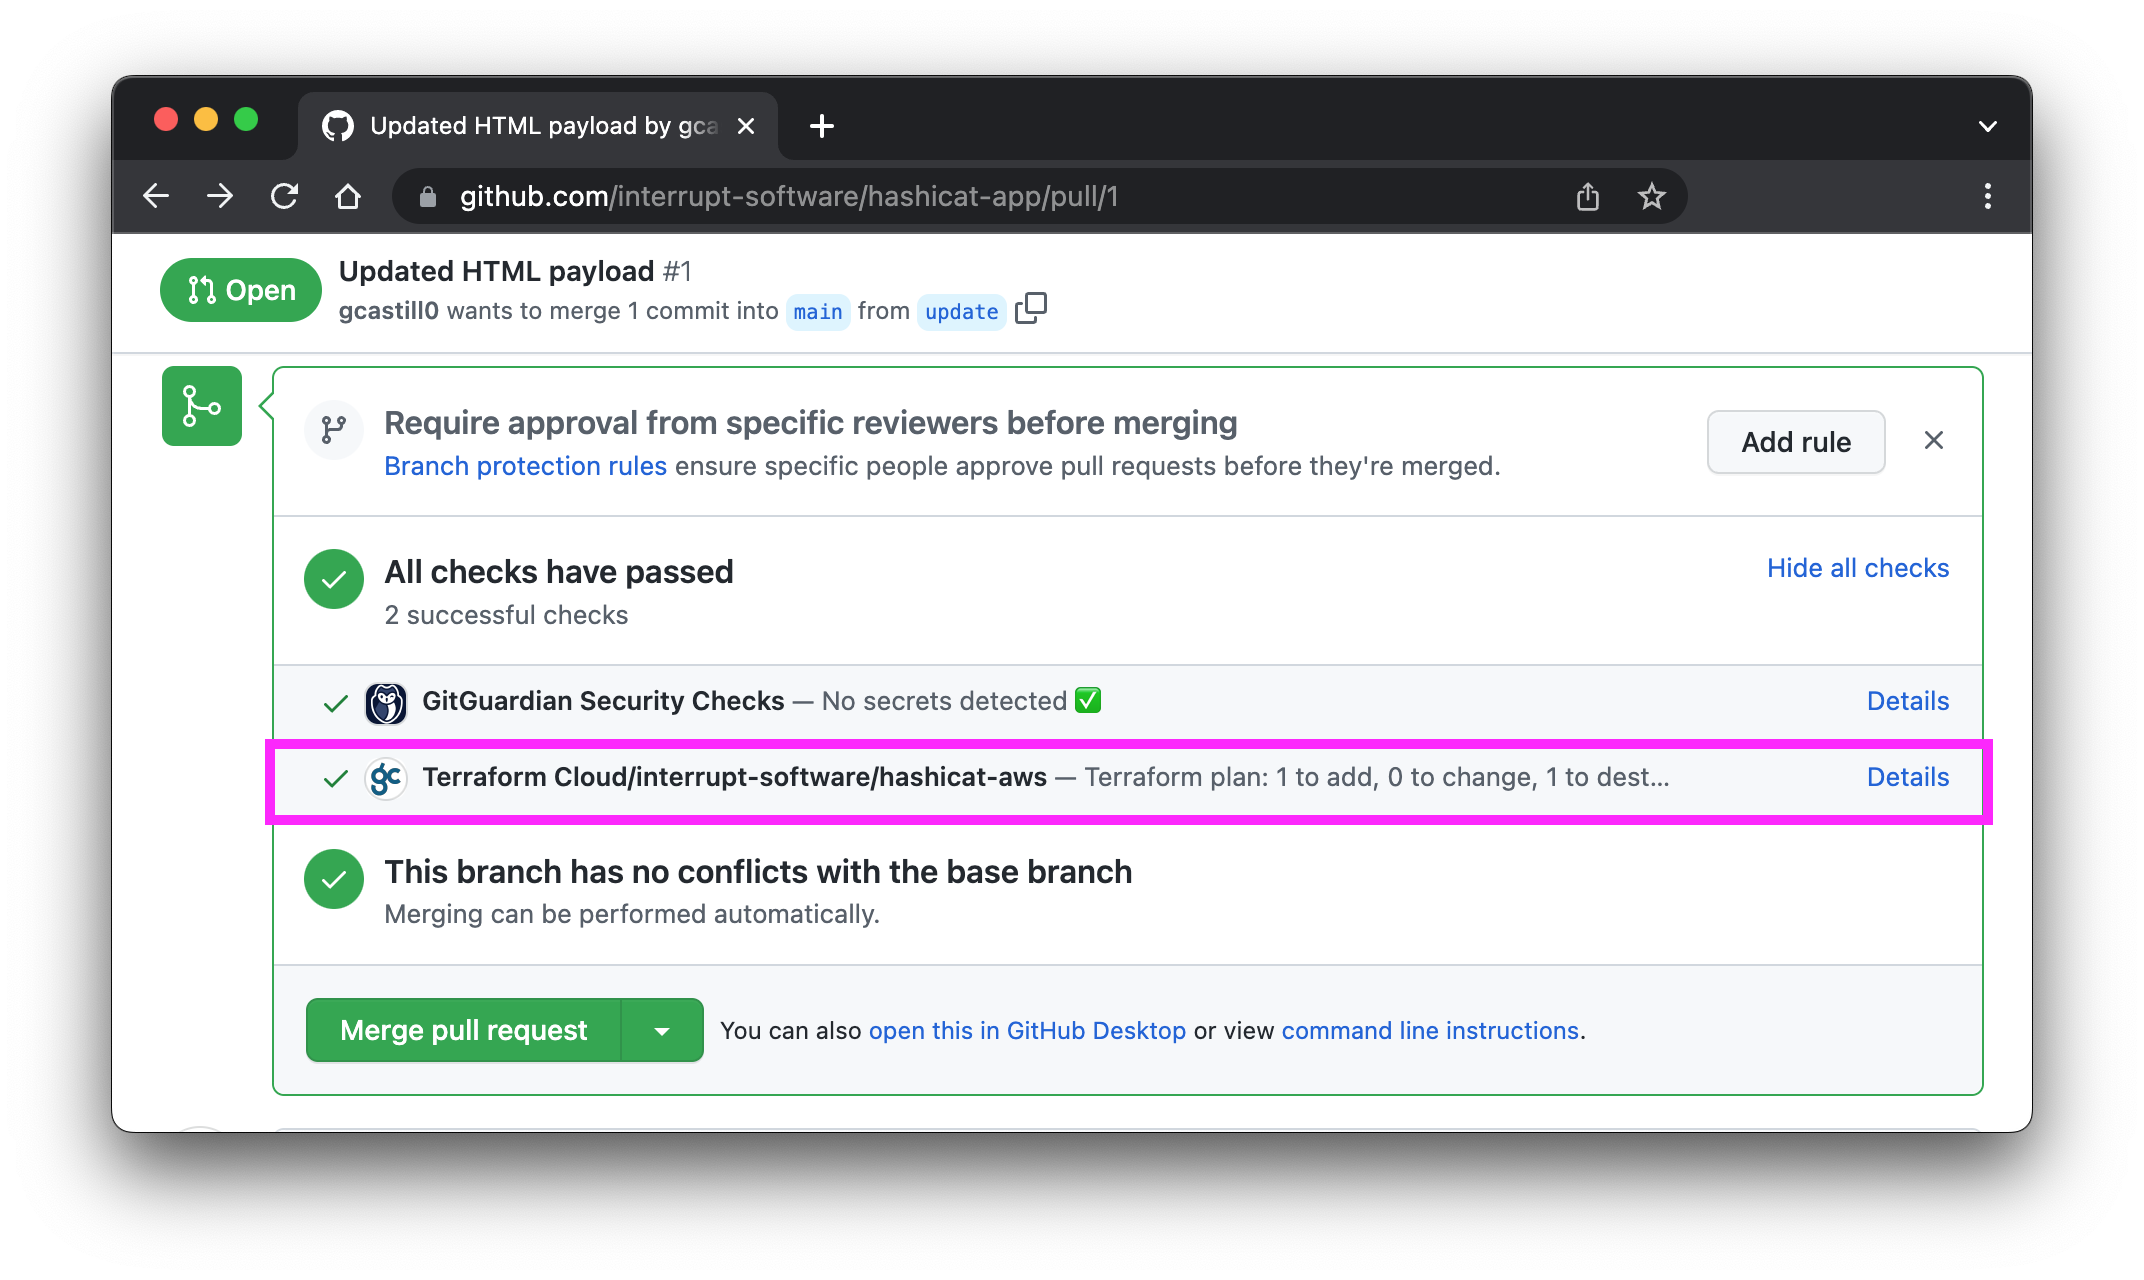 Updated HTML payload by gca
github.com/interrupt-software/hashicat-app/pull/1
Open
Updated HTML payload #1
gcastill0 wants to merge 1 commit into main from update
Require approval from specific reviewers before merging
Branch protection rules ensure specific people approve pull requests before they're merged.
Add rule
All checks have passed
Hide all checks
2 successful checks
GitGuardian Security Checks — No secrets detected ✅
Details
gc
Terraform Cloud/interrupt-software/hashicat-aws — Terraform plan: 1 to add, 0 to change, 1 to dest...
Details
This branch has no conflicts with the base branch
Merging can be performed automatically.
Merge pull request
You can also open this in GitHub Desktop or view command line instructions.